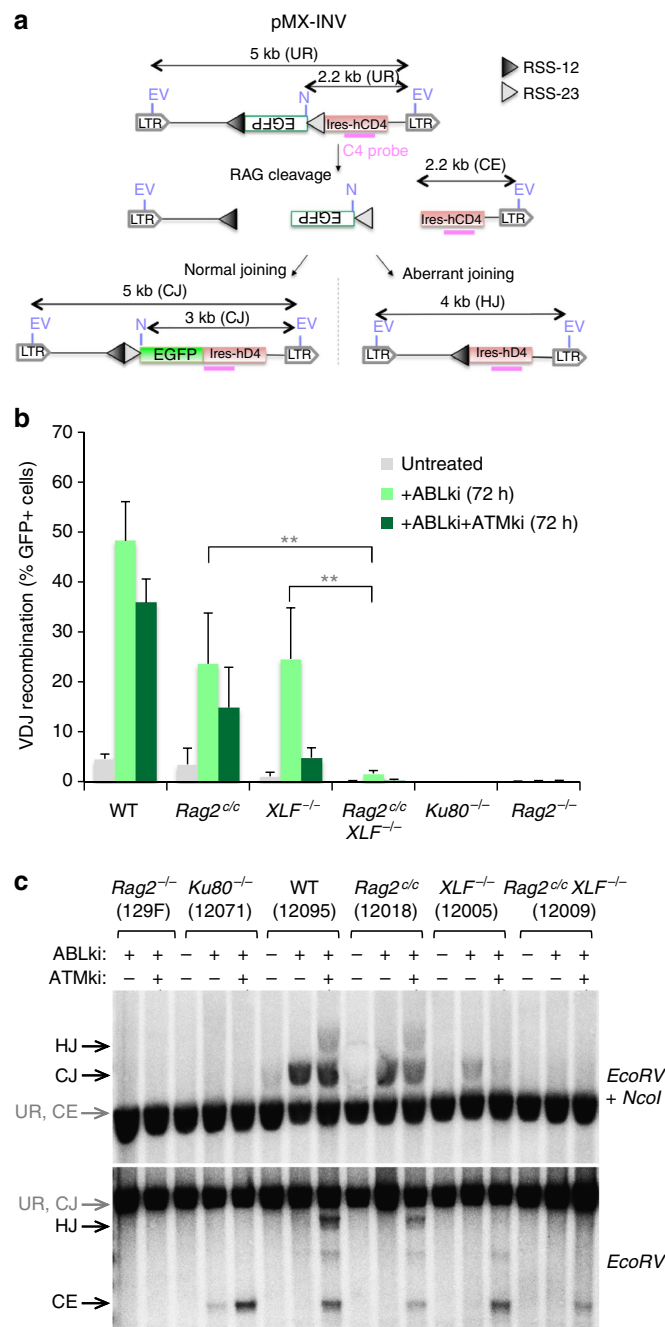 a
pMX-INV
5 kb (UR)
RSS-12
2.2 kb (UR)
RSS-23
EV
N
EV
LTR
EGFP
Ires-hCD4
LTR
C4 probe
RAG cleavage
2.2 kb (CE)
EV
N
EV
LTR
EGFP
Ires-hCD4
LTR
Normal joining
Aberrant joining
5 kb (CJ)
4 kb (HJ)
3 kb (CJ)
EV
N
EV
EV
EV
LTR
EGFP
Ires-hD4
LTR
LTR
Ires-hD4
LTR
b
VDJ recombination (% GFP+ cells)
70
60
50
40
30
20
10
0
Untreated
+ABLki (72 h)
+ABLki+ATMki (72 h)
**
**
WT
Rag2c/c
XLF−/−
Rag2c/c XLF−/−
Ku80−/−
Rag2−/−
c
Rag2−/− (129F)
Ku80−/− (12071)
WT (12095)
Rag2c/c (12018)
XLF−/− (12005)
Rag2c/c XLF−/− (12009)
ABLki: + + − + + − + + − + + − + + − + +
ATMki: − + − − + − − + − − + − − + − − +
HJ
CJ
UR, CE
EcoRV + NcoI
UR, CJ
HJ
CE
EcoRV